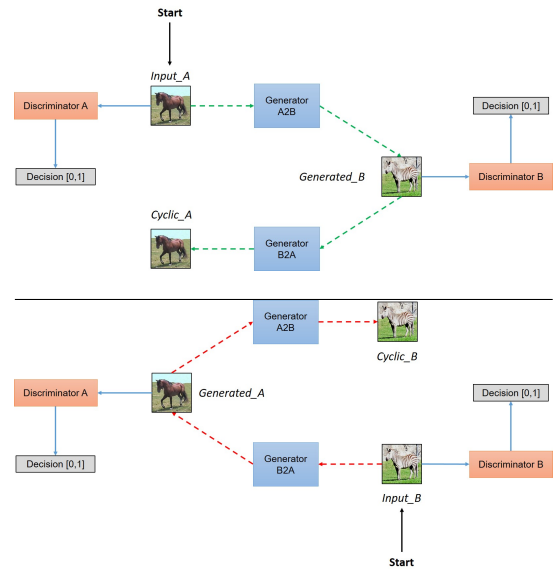 Start
Input_A
Discriminator A
Generator
A2B
Decision [0,1]
Decision [0,1]
Generated_B
Discriminator B
Cyclic_A
Generator
B2A
Generator
A2B
Cyclic_B
Discriminator A
Generated_A
Decision [0,1]
Decision [0,1]
Generator
B2A
Discriminator B
Input_B
Start